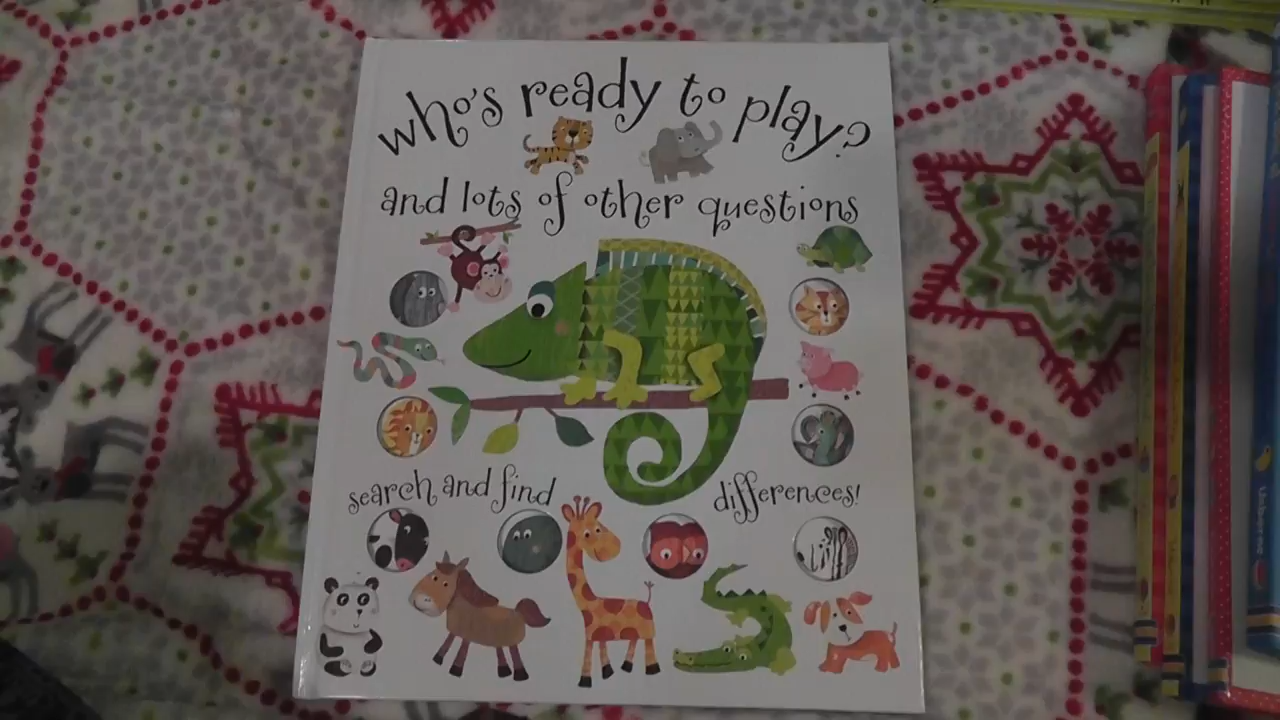 who's ready to play?
and lots of other questions
search and find differences!